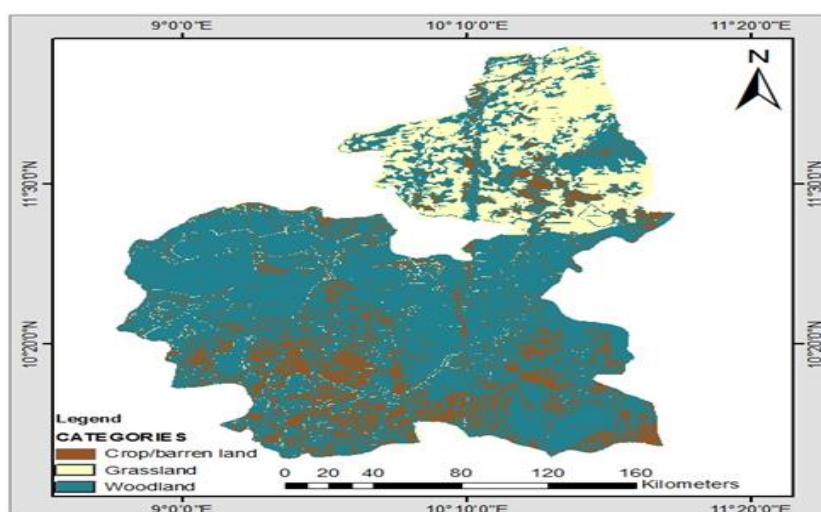 9°0'0"E 10°10'0"E 11°20'0"E
N
11°30'0"N 11°30'0"N
10°20'0"N 10°20'0"N
Legend
CATEGORIES
Crop/barren land
Grassland
Woodland
0 20 40 80 120 160
Kilometers
9°0'0"E 10°10'0"E 11°20'0"E